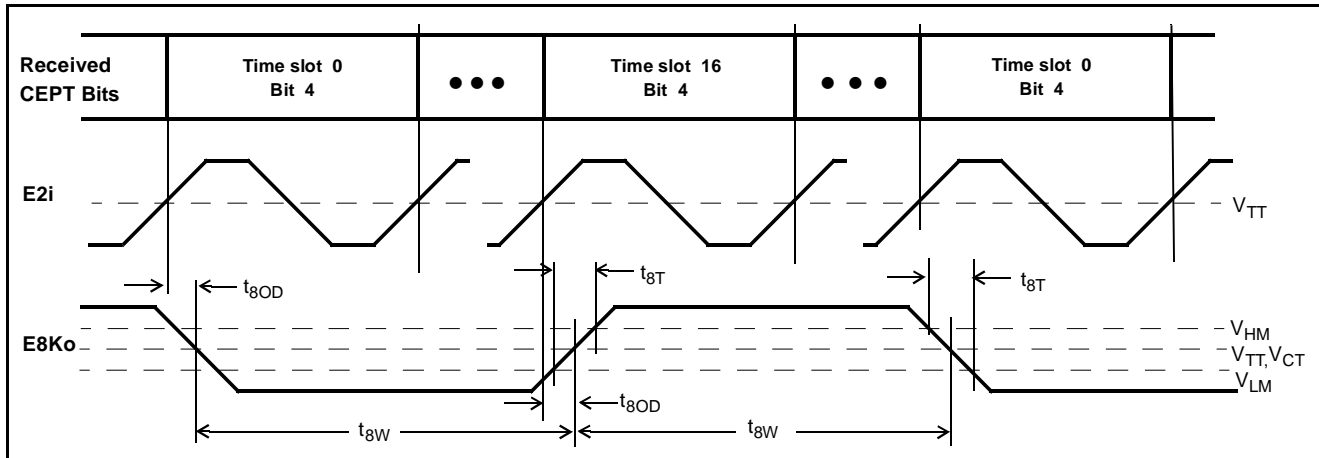 Received
CEPT Bits
Time slot 0
Bit 4
•••
Time slot 16
Bit 4
•••
Time slot 0
Bit 4
E2i
VTT
t8OD
t8T
t8T
E8Ko
VHM
VTT,VCT
VLM
t8OD
t8W
t8W